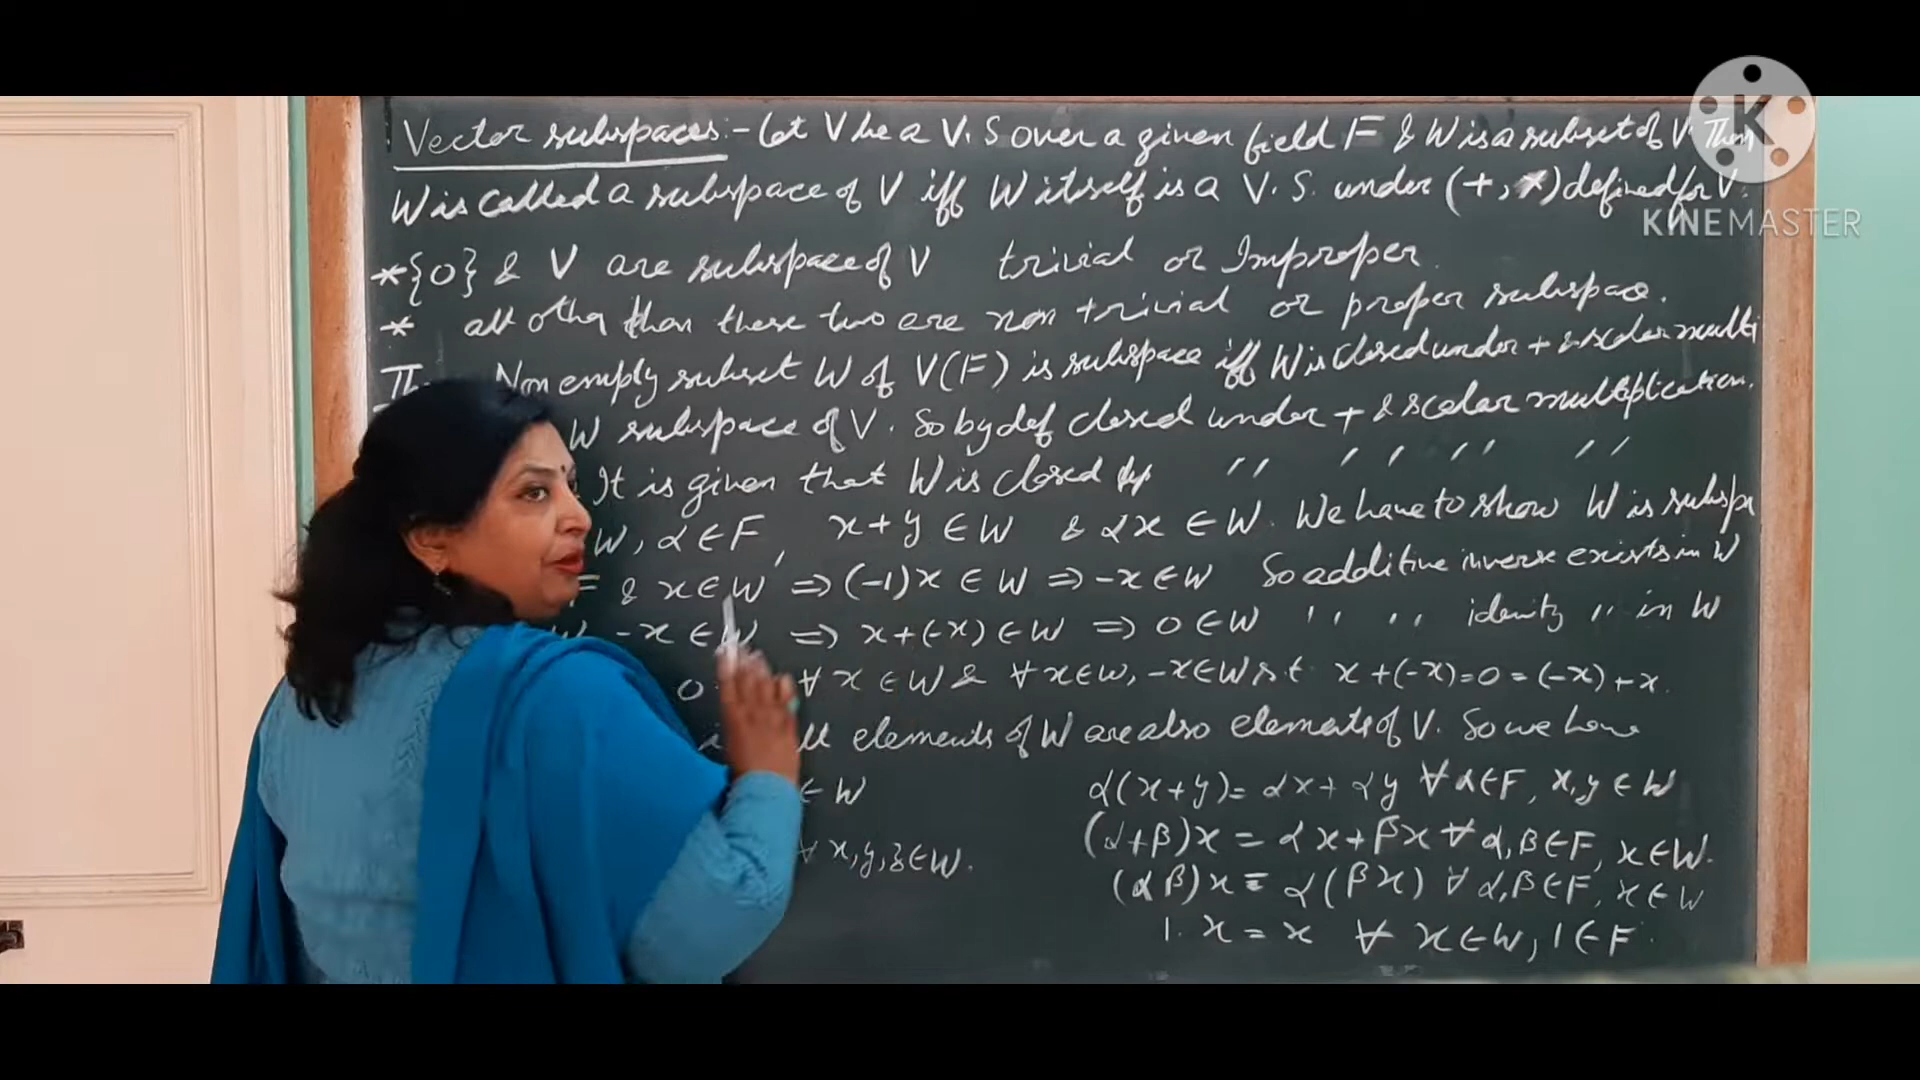 Vector subspaces :- Let V be a V.S over a given field F & W is a subset of V. Then
W is called a subspace of V iff W itself is a V.S. under (+, *) defined for V.
KINEMASTER
*{0} & V are subspace of V trivial or Improper.
* all other than these two are non trivial or proper subspace.
Non empty subset W of V(F) is subspace iff W is closed under + & scalar multi
W subspace of V. So by def closed under + & scalar multiplication.
It is given that W is closed " " " " "
W, α∈F, x+y ∈ W & αx ∈ W. We have to show W is subspa
F & x∈W ⇒ (-1)x ∈ W ⇒ -x∈W So additive inverse exists in W
W -x ∈ W ⇒ x+(-x) ∈ W ⇒ 0 ∈ W " " identity " in W
0 ∀ x ∈ W & ∀ x∈W, -x∈W s.t x+(-x)=0=(-x)+x.
elements of W are also elements of V. So we have
∈ W α(x+y)= αx+αy ∀ α∈F, x,y ∈ W
(α+β)x = αx+βx ∀ α,β∈F, x∈W.
∀ x,y,z∈W. (αβ)x = α(βx) ∀ α,β∈F, x∈W
1. x = x ∀ x∈W, 1∈F.